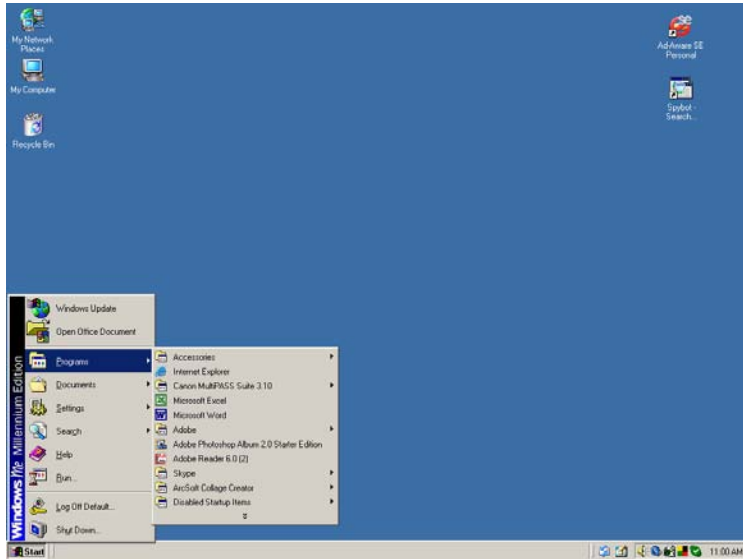 My Network
Places
My Computer
Recycle Bin
Ad-Aware SE
Personal
Spybot -
Search...
Windows Me Millennium Edition
Windows Update
Open Office Document
Programs
Documents
Settings
Search
Help
Run...
Log Off Default...
Shut Down...
Accessories
Internet Explorer
Canon MultiPASS Suite 3.10
Microsoft Excel
Microsoft Word
Adobe
Adobe Photoshop Album 2.0 Starter Edition
Adobe Reader 6.0 (2)
Skype
ArcSoft Collage Creator
Disabled Startup Items
Start
11:00 AM